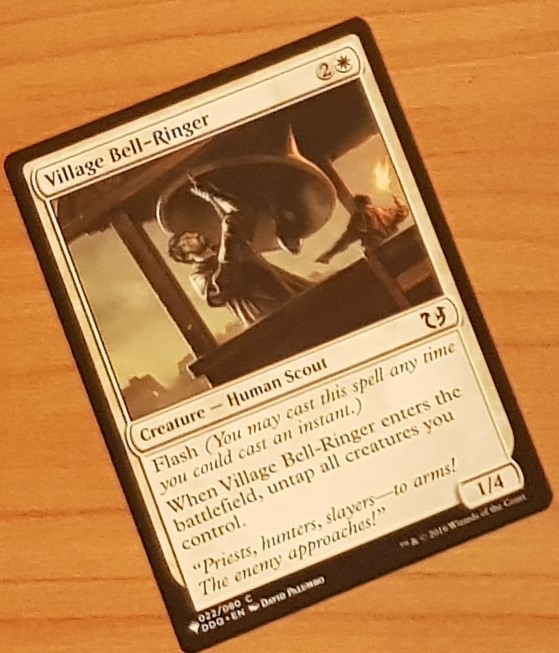 Village Bell-Ringer
2
Creature — Human Scout
Flash (You may cast this spell any time
you could cast an instant.)
When Village Bell-Ringer enters the
battlefield, untap all creatures you
control.
“Priests, hunters, slayers—to arms!
The enemy approaches!”
1/4
022/080 C
DDQ • EN David Palumbo
™ & © 2016 Wizards of the Coast